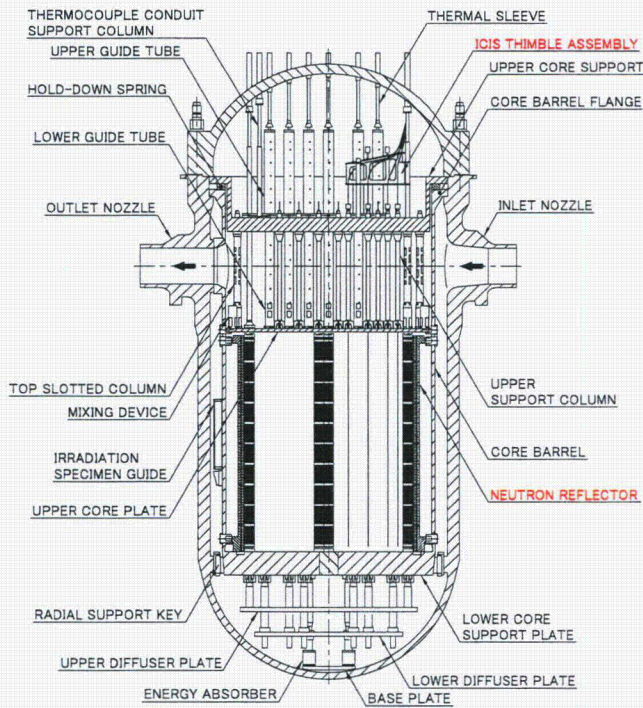 THERMOCOUPLE CONDUIT
SUPPORT COLUMN
UPPER GUIDE TUBE
HOLD-DOWN SPRING
LOWER GUIDE TUBE
OUTLET NOZZLE
TOP SLOTTED COLUMN
MIXING DEVICE
IRRADIATION
SPECIMEN GUIDE
UPPER CORE PLATE
RADIAL SUPPORT KEY
UPPER DIFFUSER PLATE
ENERGY ABSORBER
THERMAL SLEEVE
ICIS THIMBLE ASSEMBLY
UPPER CORE SUPPORT
CORE BARREL FLANGE
INLET NOZZLE
UPPER
SUPPORT COLUMN
CORE BARREL
NEUTRON REFLECTOR
LOWER CORE
SUPPORT PLATE
LOWER DIFFUSER PLATE
BASE PLATE